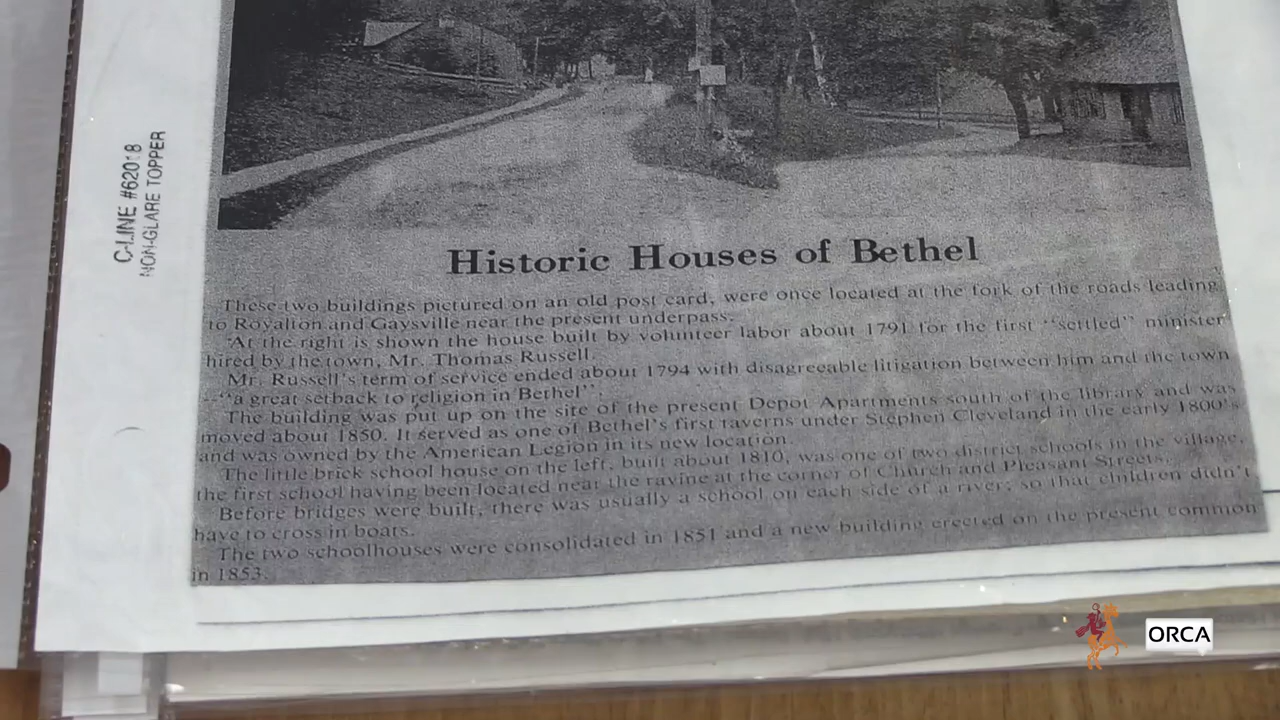 C-LINE #62018
NON-GLARE TOPPER
Historic Houses of Bethel
These two buildings pictured on an old post card, were once located at the fork of the roads leading
to Royalton and Gaysville near the present underpass.
At the right is shown the house built by volunteer labor about 1791 for the first "settled" minister
hired by the town, Mr. Thomas Russell.
Mr. Russell's term of service ended about 1794 with disagreeable litigation between him and the town
--"a great setback to religion in Bethel".
The building was put up on the site of the present Depot Apartments south of the library and was
moved about 1850. It served as one of Bethel's first taverns under Stephen Cleveland in the early 1800's
and was owned by the American Legion in its new location.
The little brick school house on the left, built about 1810, was one of two district schools in the village,
the first school having been located near the ravine at the corner of Church and Pleasant Streets.
Before bridges were built, there was usually a school on each side of a river; so that children didn't
have to cross in boats.
The two schoolhouses were consolidated in 1851 and a new building erected on the present common
in 1853.
ORCA